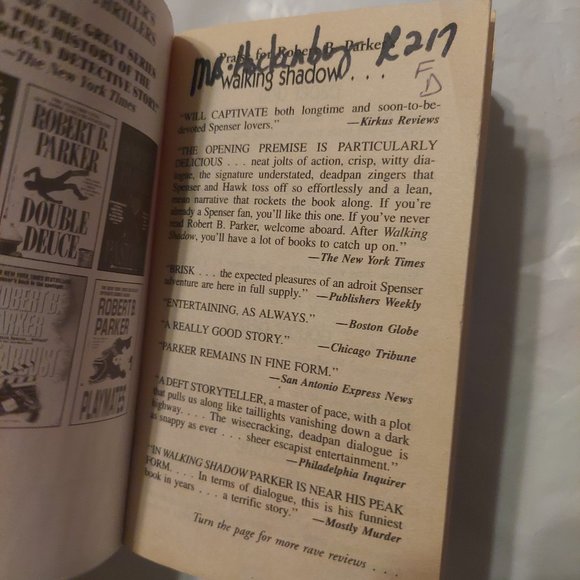 THRILLERS
OF THE GREAT SERIES
THE HISTORY OF THE
DETECTIVE STORY"
—The New York Times
ROBERT B.
PARKER
DOUBLE
DEUCE
ROBERT B.
PARKER
ROBERT B.
PARKER
PLAYMATES
Praise for Robert B. Parker
R217
F
D
walking shadow . . .
"WILL CAPTIVATE both longtime and soon-to-be-
devoted Spenser lovers." —Kirkus Reviews
"THE OPENING PREMISE IS PARTICULARLY
DELICIOUS . . . neat jolts of action, crisp, witty dia-
logue, the signature understated, deadpan zingers that
Spenser and Hawk toss off so effortlessly and a lean,
narrative that rockets the book along. If you're
already a Spenser fan, you'll like this one. If you've never
read Robert B. Parker, welcome aboard. After Walking
Shadow, you'll have a lot of books to catch up on."
—The New York Times
"BRISK . . . the expected pleasures of an adroit Spenser
adventure are here in full supply." —Publishers Weekly
"ENTERTAINING, AS ALWAYS." —Boston Globe
"A REALLY GOOD STORY." —Chicago Tribune
"PARKER REMAINS IN FINE FORM."
—San Antonio Express News
"A DEFT STORYTELLER, a master of pace, with a plot
that pulls us along like taillights vanishing down a dark
highway. . . . The wisecracking, deadpan dialogue is
as snappy as ever . . . sheer escapist entertainment."
—Philadelphia Inquirer
"IN WALKING SHADOW PARKER IS NEAR HIS PEAK
FORM. . . . In terms of dialogue, this is his funniest
book in years . . . a terrific story." —Mostly Murder
Turn the page for more rave reviews . . .